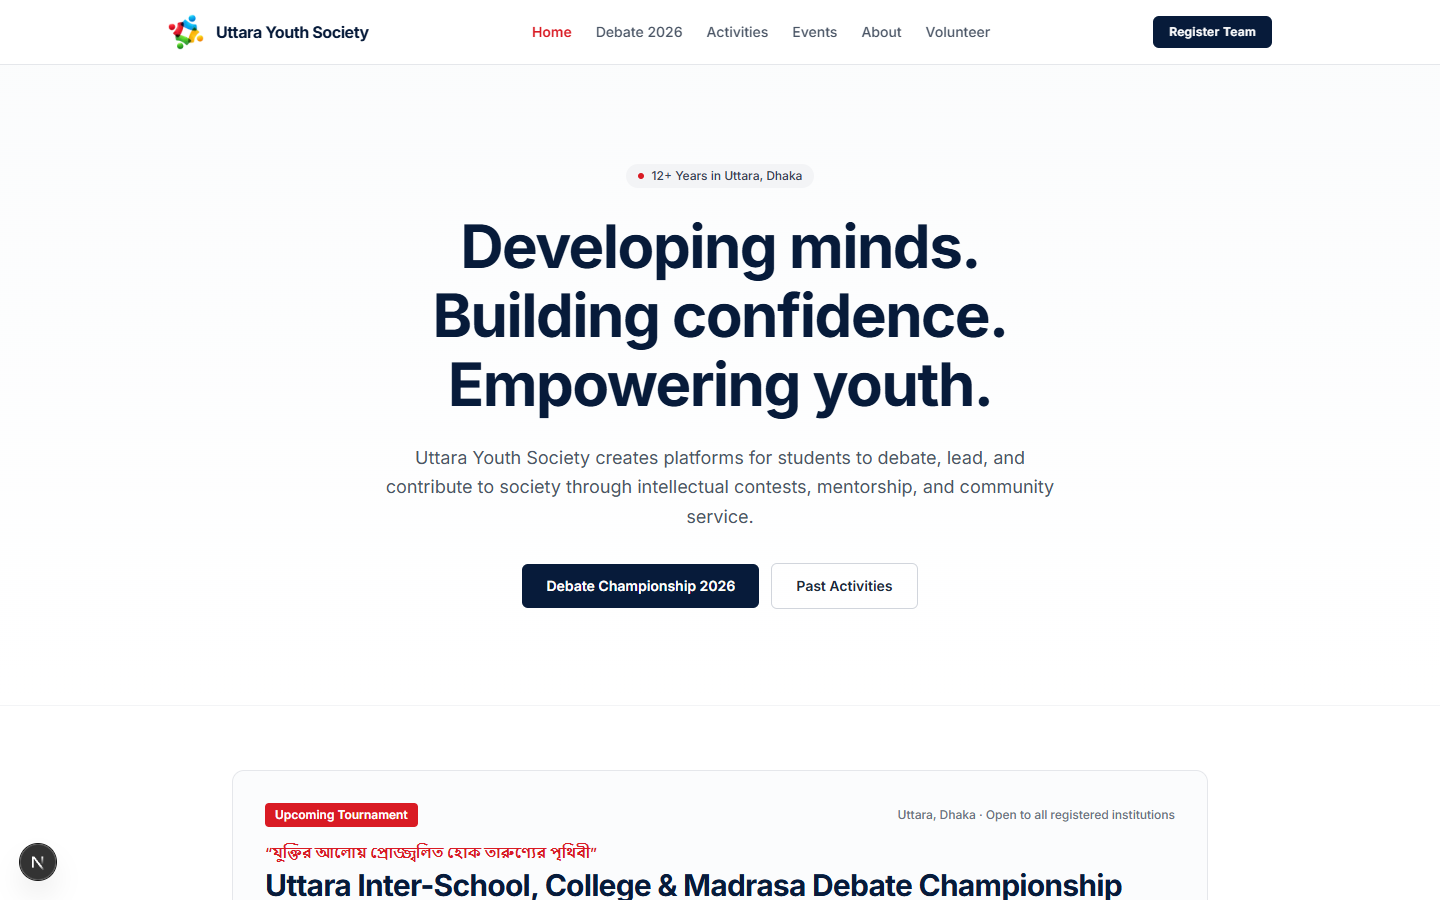 Uttara Youth Society
Home
Debate 2026
Activities
Events
About
Volunteer
Register Team
12+ Years in Uttara, Dhaka
Developing minds.
Building confidence.
Empowering youth.
Uttara Youth Society creates platforms for students to debate, lead, and
contribute to society through intellectual contests, mentorship, and community
service.
Debate Championship 2026
Past Activities
Upcoming Tournament
Uttara, Dhaka · Open to all registered institutions
“যুক্তির আলোয় প্রোজ্জ্বলিত হোক তারুণ্যের পৃথিবী”
Uttara Inter-School, College & Madrasa Debate Championship
N